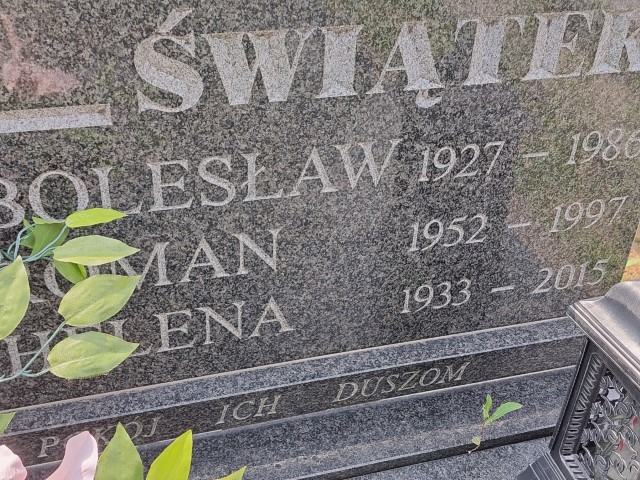 ŚWIĄTEK
BOLESŁAW 1927 – 1986
ROMAN 1952 – 1997
HELENA 1933 – 2015
POKÓJ ICH DUSZOM